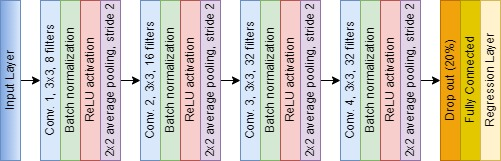 Input Layer
Conv. 1, 3x3, 8 filters
Batch normalization
ReLU activation
2x2 average pooling, stride 2
Conv. 2, 3x3, 16 filters
Batch normalization
ReLU activation
2x2 average pooling, stride 2
Conv. 3, 3x3, 32 filters
Batch normalization
ReLU activation
2x2 average pooling, stride 2
Conv. 4, 3x3, 32 filters
Batch normalization
ReLU activation
2x2 average pooling, stride 2
Drop out (20%)
Fully Connected
Regression Layer